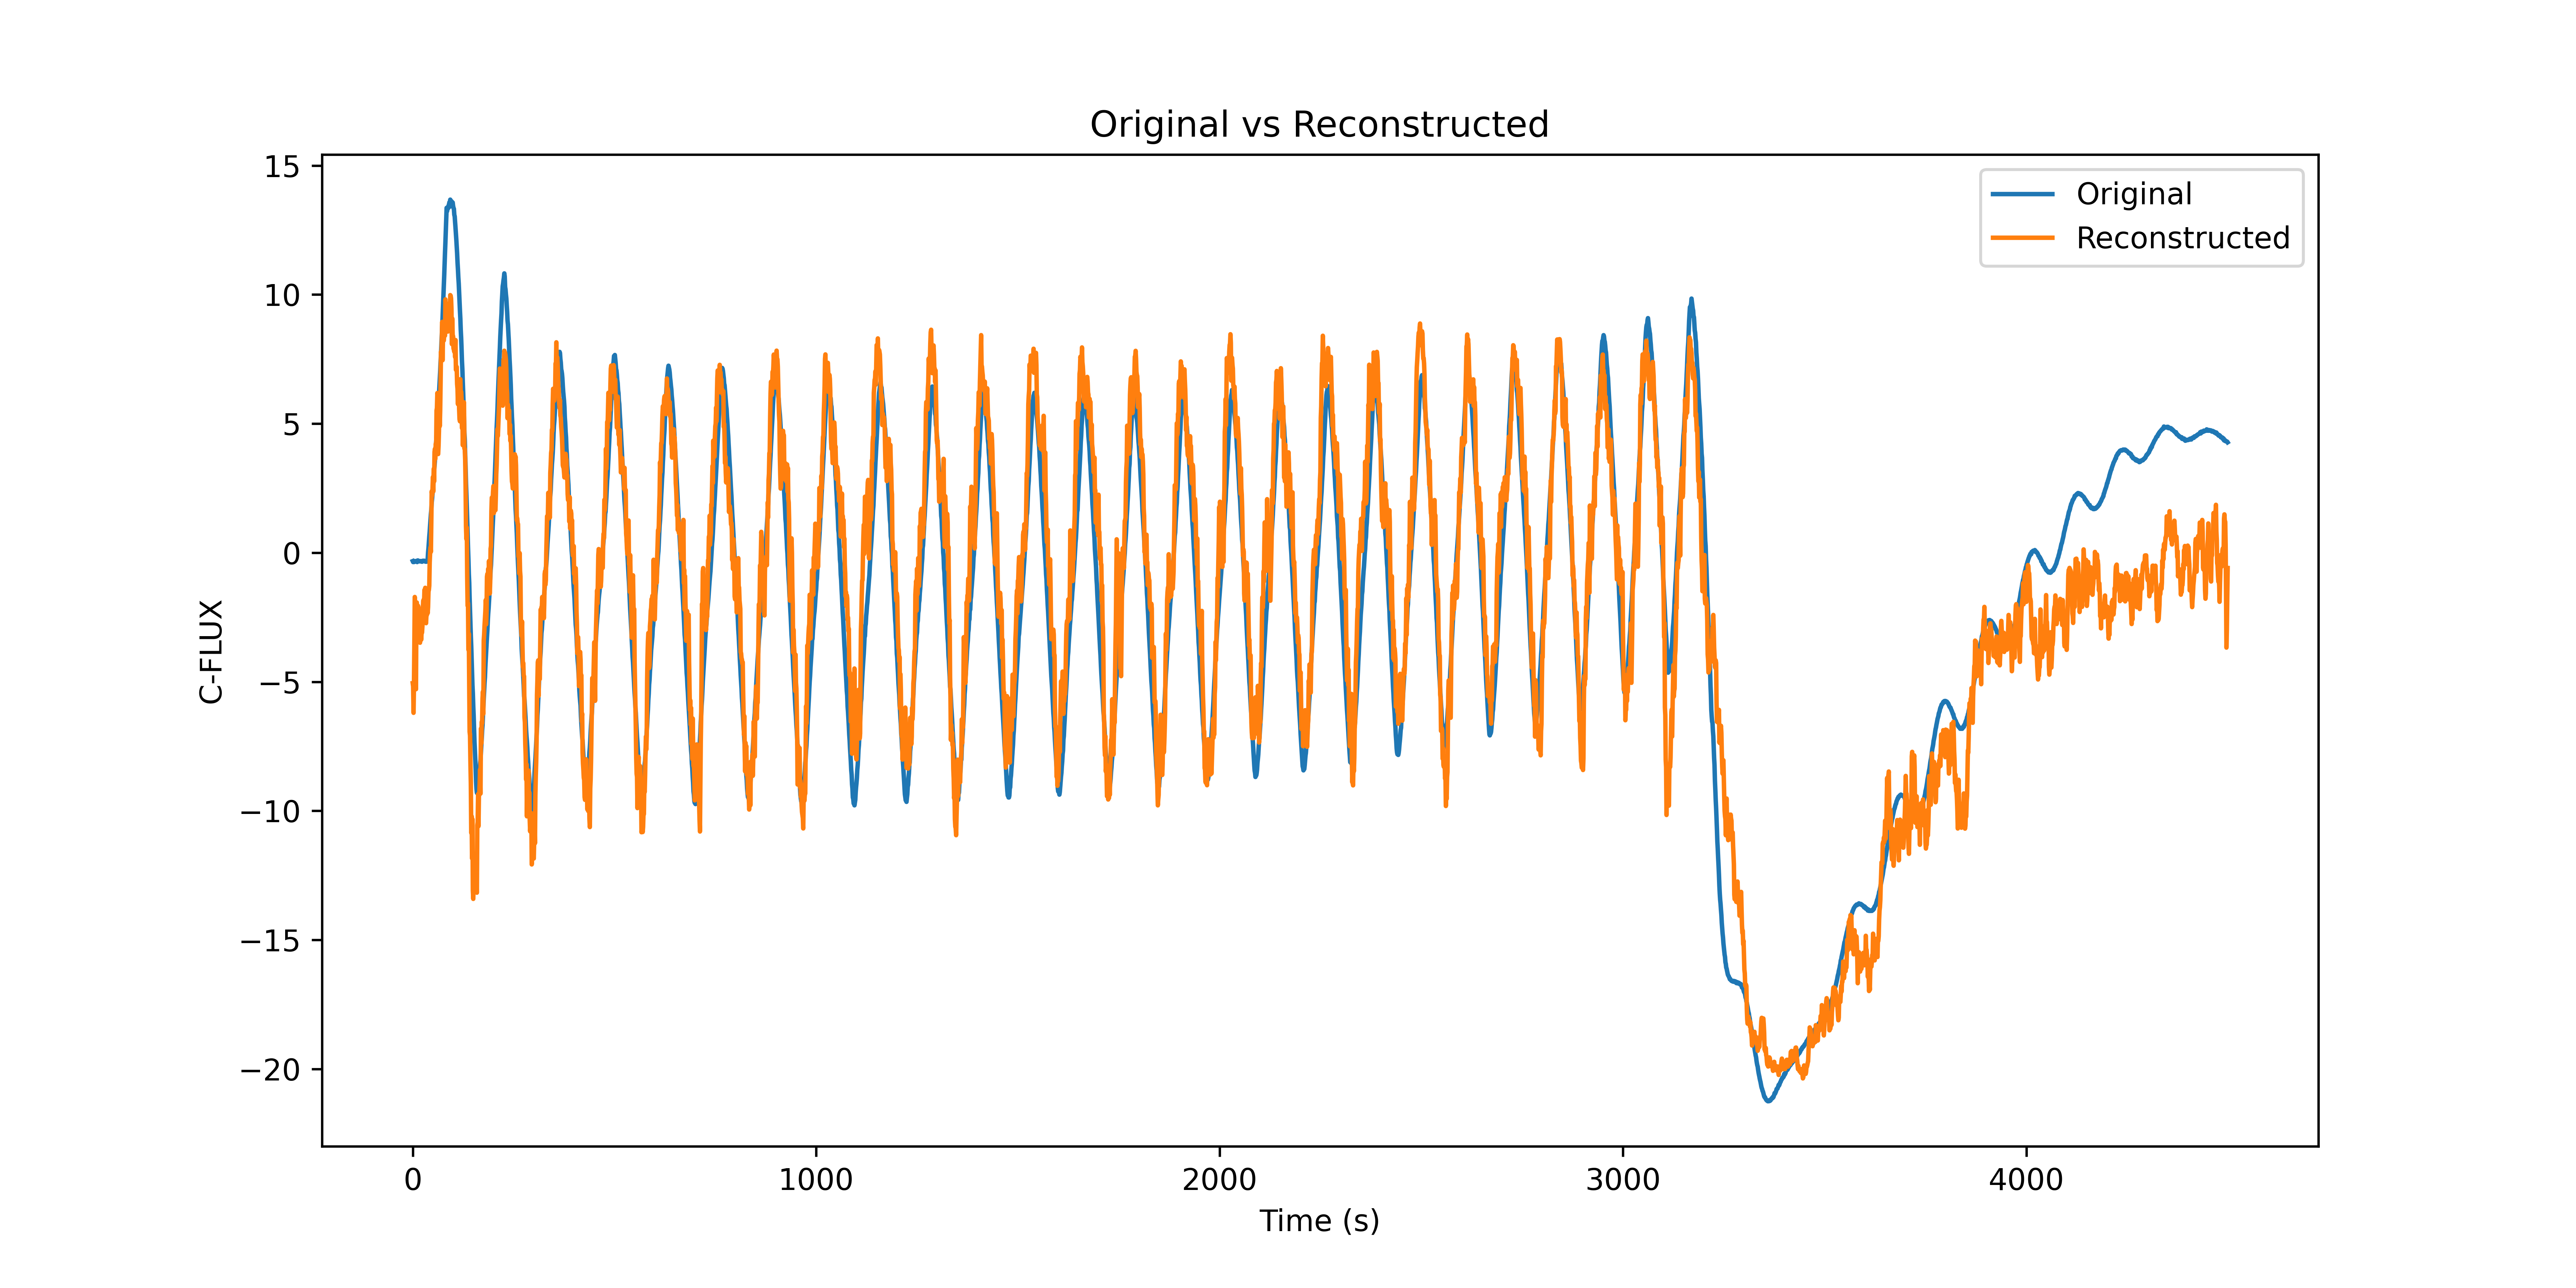 Original vs Reconstructed
Original
Reconstructed
15
10
5
0
−5
−10
−15
−20
C-FLUX
0 1000 2000 3000 4000
Time (s)